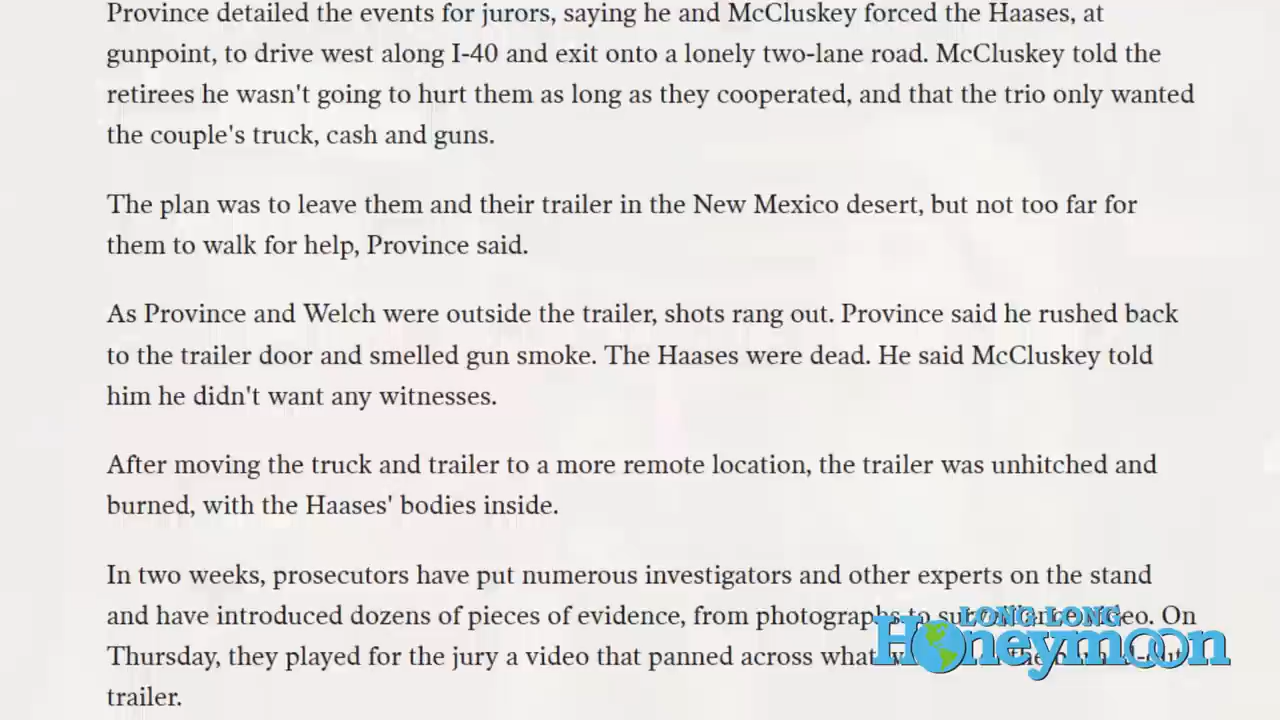 Province detailed the events for jurors, saying he and McCluskey forced the Haases, at
gunpoint, to drive west along I-40 and exit onto a lonely two-lane road. McCluskey told the
retirees he wasn't going to hurt them as long as they cooperated, and that the trio only wanted
the couple's truck, cash and guns.
The plan was to leave them and their trailer in the New Mexico desert, but not too far for
them to walk for help, Province said.
As Province and Welch were outside the trailer, shots rang out. Province said he rushed back
to the trailer door and smelled gun smoke. The Haases were dead. He said McCluskey told
him he didn't want any witnesses.
After moving the truck and trailer to a more remote location, the trailer was unhitched and
burned, with the Haases' bodies inside.
In two weeks, prosecutors have put numerous investigators and other experts on the stand
and have introduced dozens of pieces of evidence, from photographs to video. On
Thursday, they played for the jury a video that panned across what the
trailer.
LONG LONG
Honeymoon